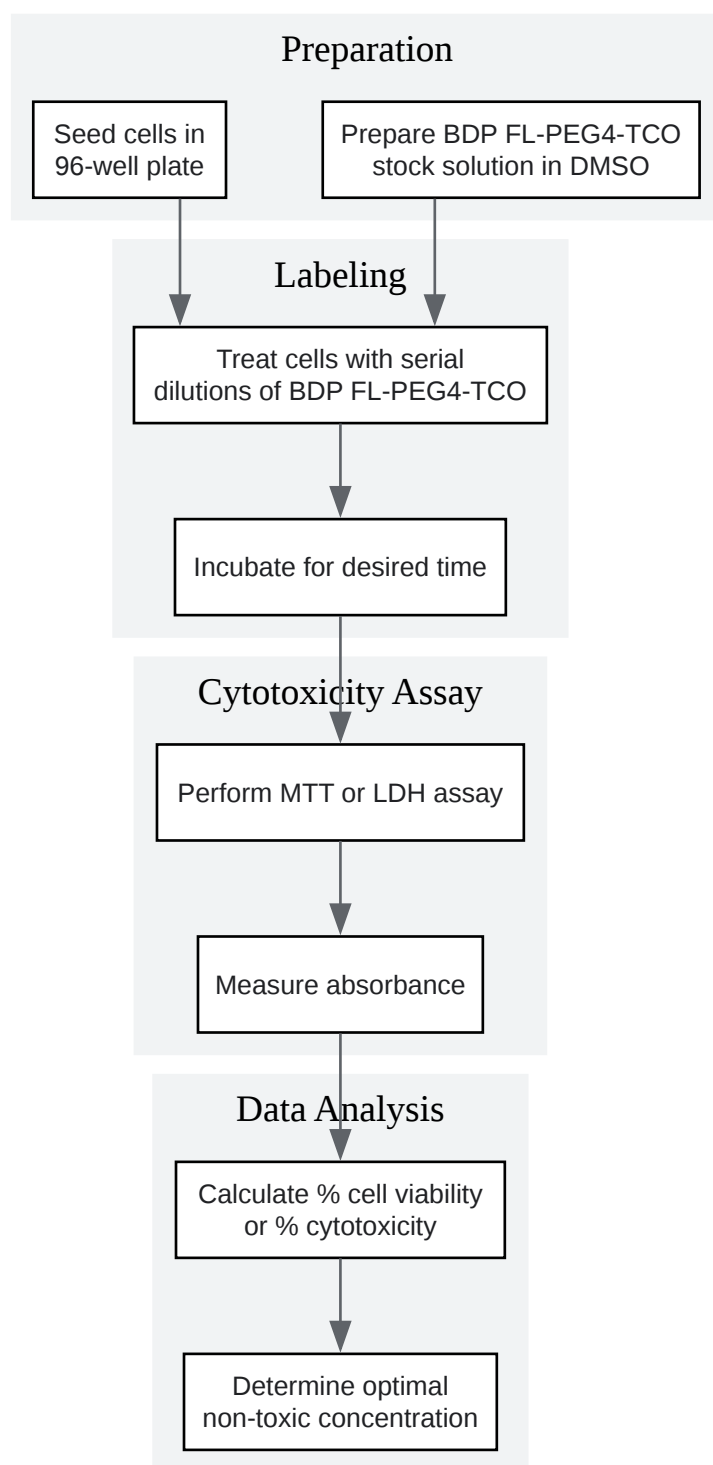 Preparation
Seed cells in
96-well plate
Prepare BDP FL-PEG4-TCO
stock solution in DMSO
Labeling
Treat cells with serial
dilutions of BDP FL-PEG4-TCO
Incubate for desired time
Cytotoxicity Assay
Perform MTT or LDH assay
Measure absorbance
Data Analysis
Calculate % cell viability
or % cytotoxicity
Determine optimal
non-toxic concentration